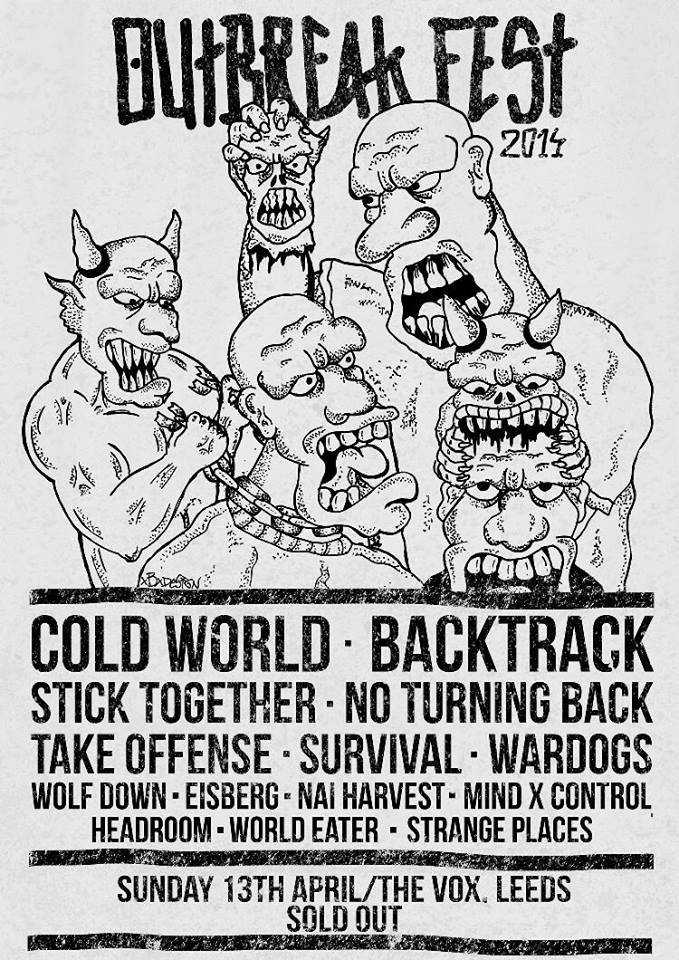 OUTBREAK FEST
2014
COLD WORLD · BACKTRACK
STICK TOGETHER · NO TURNING BACK
TAKE OFFENSE · SURVIVAL · WARDOGS
WOLF DOWN · EISBERG · NAI HARVEST · MIND X CONTROL
HEADROOM · WORLD EATER · STRANGE PLACES
SUNDAY 13TH APRIL/THE VOX, LEEDS
SOLD OUT